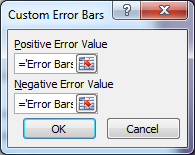 Custom Error Bars
Positive Error Value
='Error Bars
Negative Error Value
='Error Bars
OK
Cancel